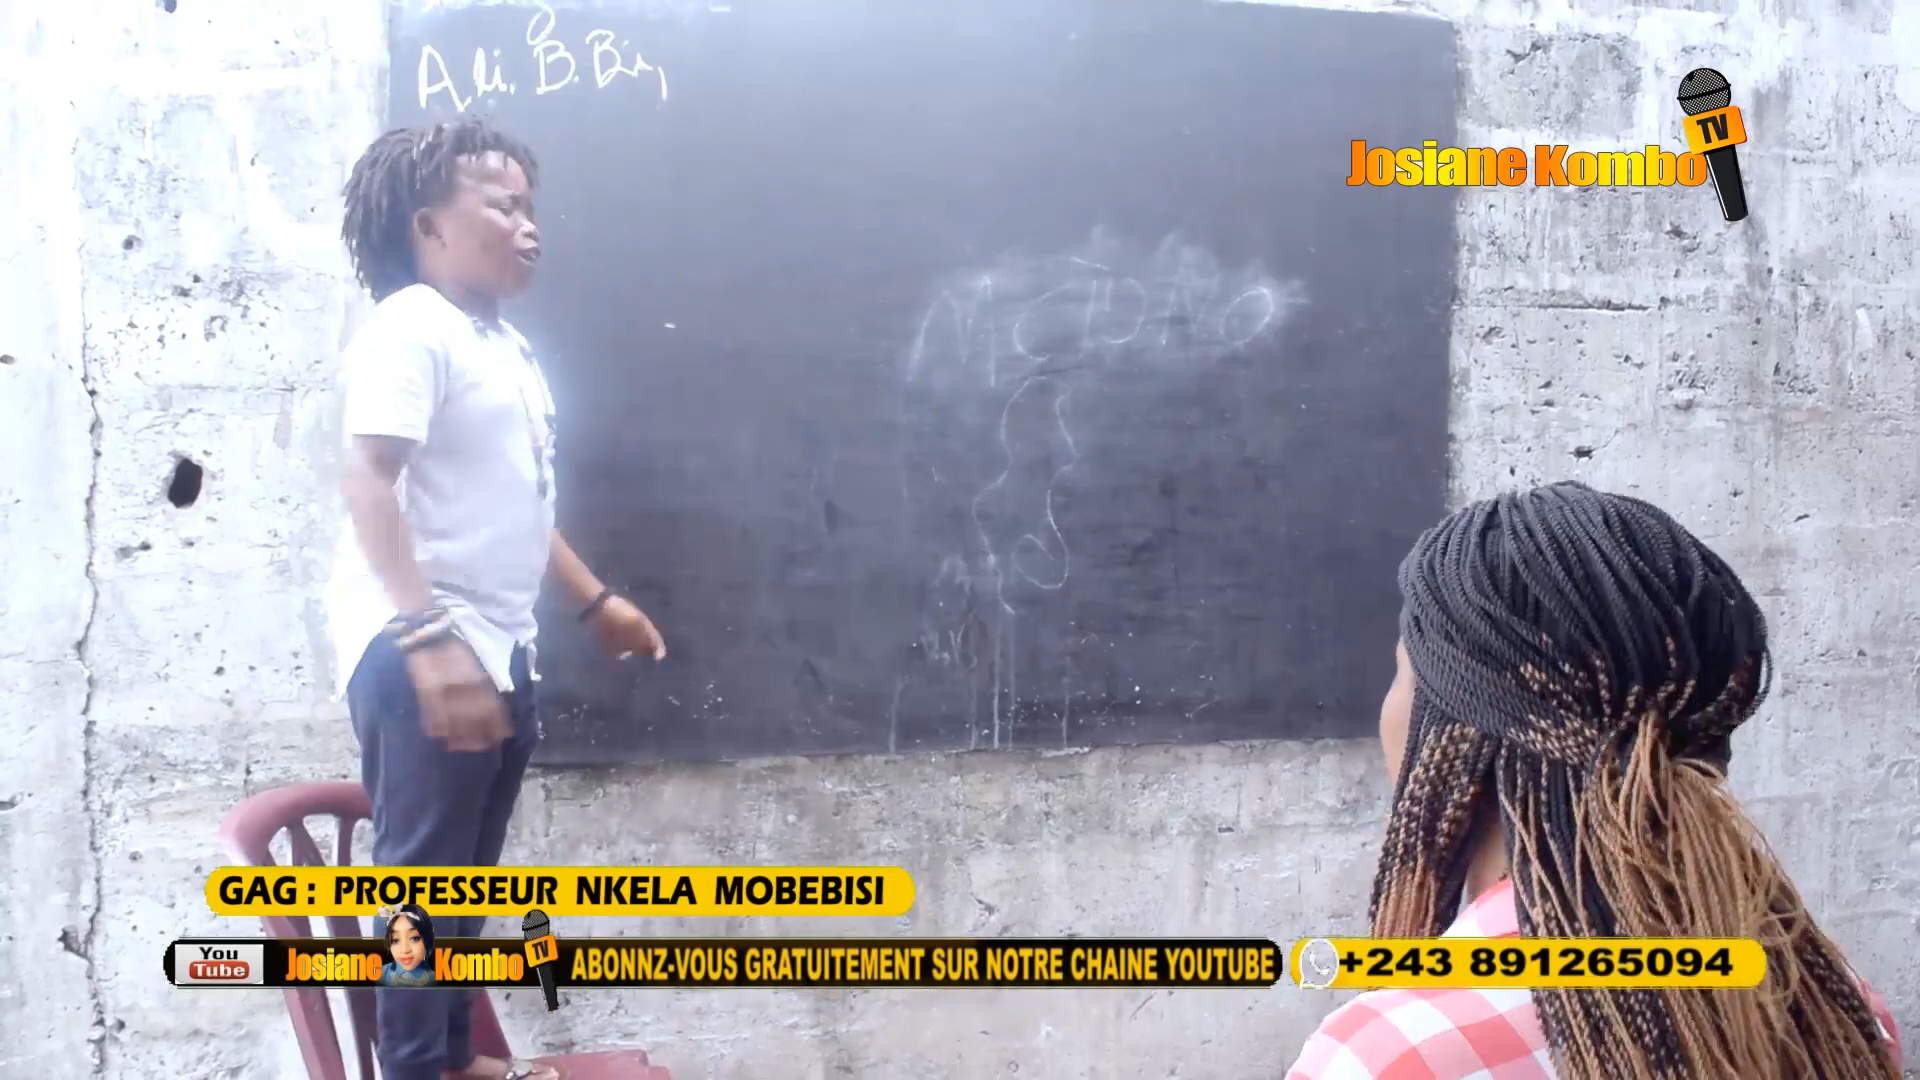 Ali. B. Bi,
TV
Josiane Kombo
GAG : PROFESSEUR NKELA MOBEBISI
You Tube
Josiane Kombo TV
ABONNZ-VOUS GRATUITEMENT SUR NOTRE CHAINE YOUTUBE
+243 891265094